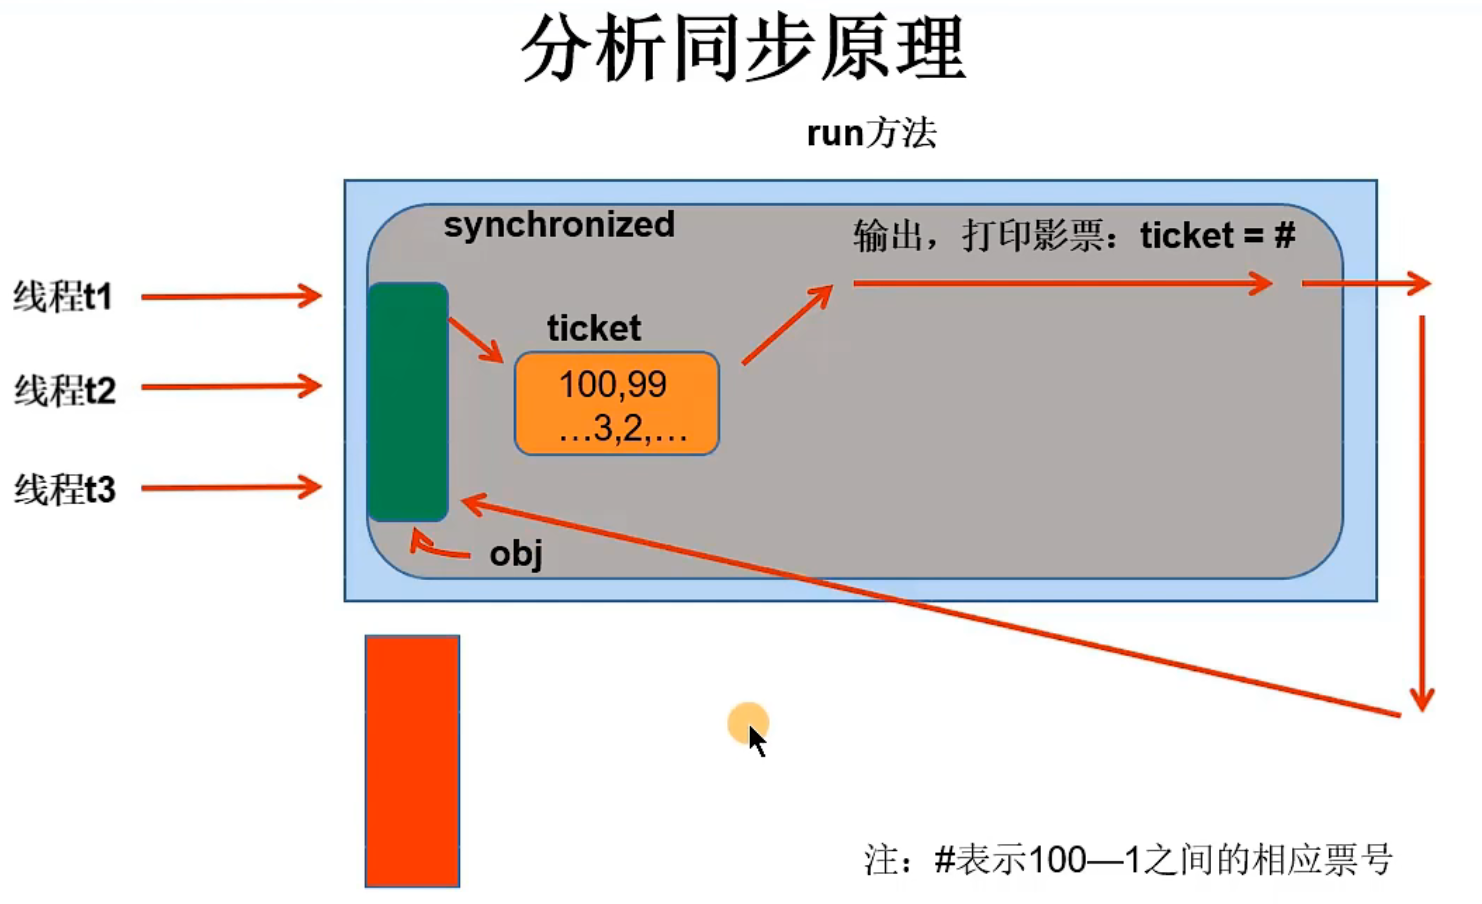 分析同步原理
run方法
synchronized
输出，打印影票：ticket = #
线程t1
ticket
100,99
...3,2,...
线程t2
线程t3
obj
注：#表示100—1之间的相应票号